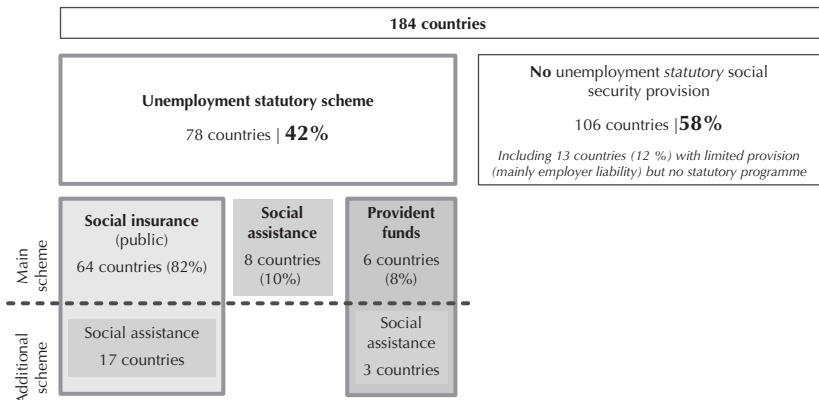 184 countries
Unemployment statutory scheme
78 countries | 42%
No unemployment statutory social
security provision
106 countries |58%
Including 13 countries (12 %) with limited provision
(mainly employer liability) but no statutory programme
Main
scheme
Social insurance
(public)
64 countries (82%)
Social
assistance
8 countries
(10%)
Provident
funds
6 countries
(8%)
Additional
scheme
Social assistance
17 countries
Social
assistance
3 countries